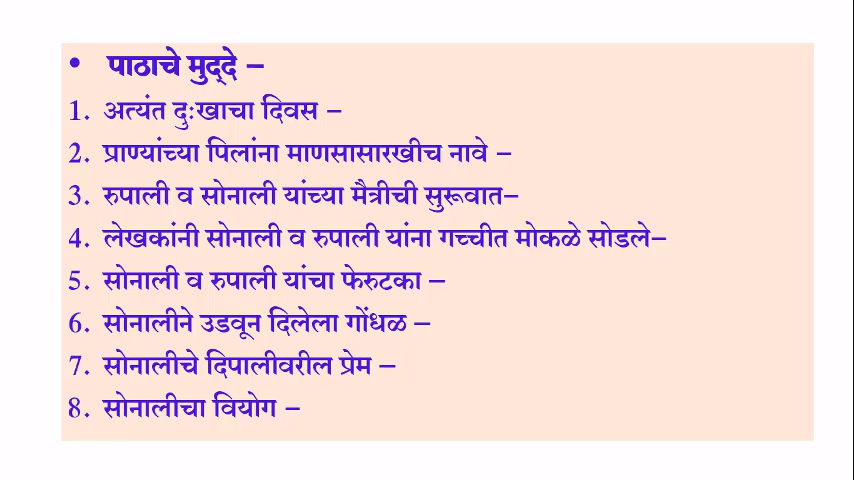 • पाठाचे मुद्‌दे –
1. अत्यंत दुःखाचा दिवस –
2. प्राण्यांच्या पिलांना माणसासारखीच नावे –
3. रुपाली व सोनाली यांच्या मैत्रीची सुरूवात–
4. लेखकांनी सोनाली व रुपाली यांना गच्चीत मोकळे सोडले–
5. सोनाली व रुपाली यांचा फेरुटका –
6. सोनालीने उडवून दिलेला गोंधळ –
7. सोनालीचे दिपालीवरील प्रेम –
8. सोनालीचा वियोग –